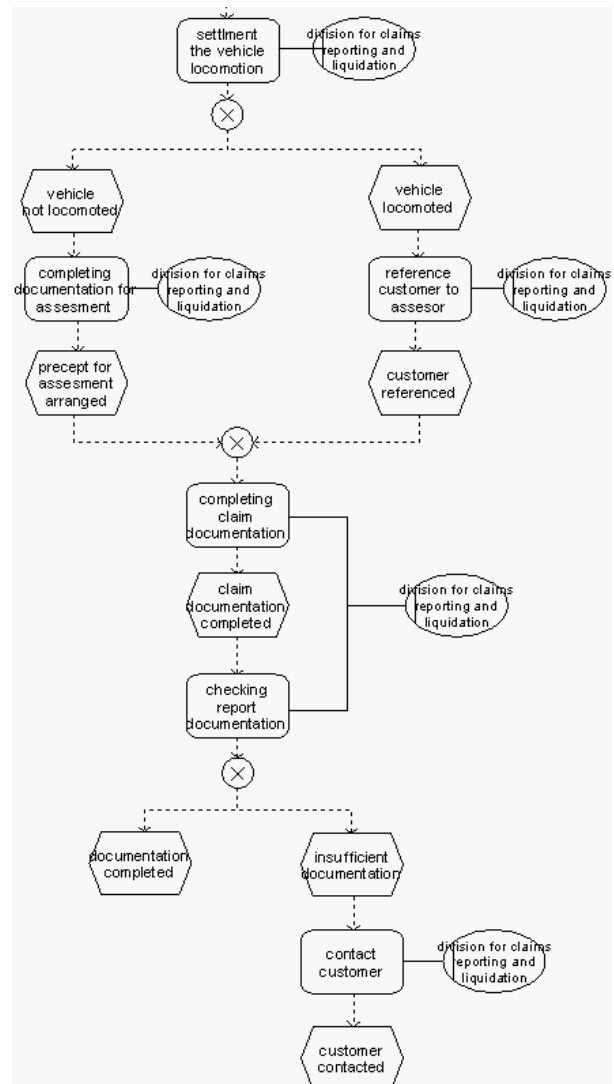 settlment
the vehicle
locomotion
division for claims
reporting and
liquidation
vehicle
not locomoted
vehicle
locomoted
completing
documentation for
assesment
division for claims
reporting and
liquidation
reference
customer to
assesor
division for claims
reporting and
liquidation
precept for
assesment
arranged
customer
referenced
completing
claim
documentation
claim
documentation
completed
division for claims
reporting and
liquidation
checking
report
documentation
documentation
completed
insufficient
documentation
contact
customer
division for claims
reporting and
liquidation
customer
contacted